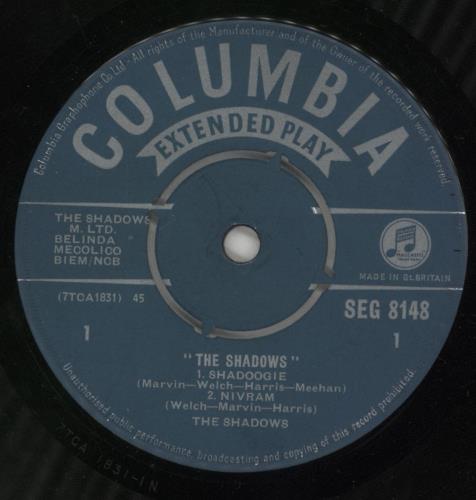 Columbia Graphophone Co. Ltd - All rights of the Manufacturer and of the Owner of the recorded work reserved.
COLUMBIA
EXTENDED PLAY
THE SHADOWS
M. LTD.
BELINDA
MECOLICO
BIEM/NCB
MADE IN Gt. BRITAIN
(7TCA1831) 45
SEG 8148
1
1
"THE SHADOWS"
1. SHADOOGIE
(Marvin—Welch—Harris—Meehan)
2. NIVRAM
(Welch—Marvin—Harris)
THE SHADOWS
Unauthorised public performance, broadcasting and copying of this record prohibited.
7TCA 1831-1N